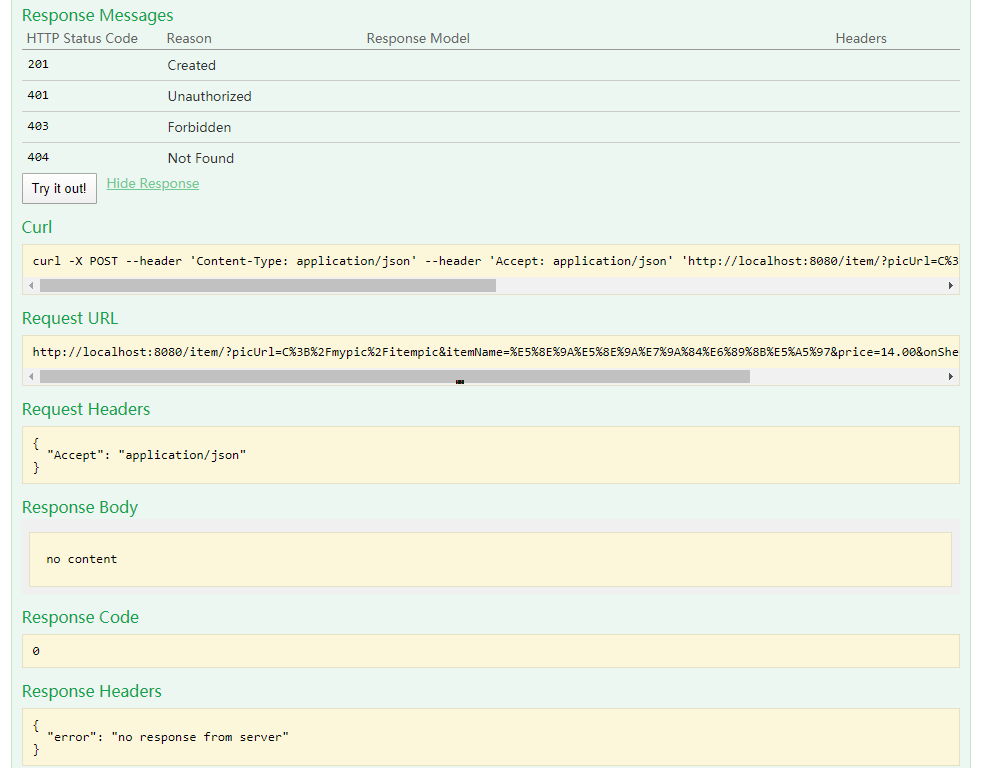 Response Messages
HTTP Status Code Reason Response Model Headers
201 Created
401 Unauthorized
403 Forbidden
404 Not Found
Try it out! Hide Response
Curl
curl -X POST --header 'Content-Type: application/json' --header 'Accept: application/json' 'http://localhost:8080/item/?picUrl=C%3
Request URL
http://localhost:8080/item/?picUrl=C%3B%2Fmypic%2Fitempic&itemName=%E5%8E%9A%E5%8E%9A%E7%9A%84%E6%89%8B%E5%A5%97&price=14.00&onShe
Request Headers
{
"Accept": "application/json"
}
Response Body
no content
Response Code
0
Response Headers
{
"error": "no response from server"
}